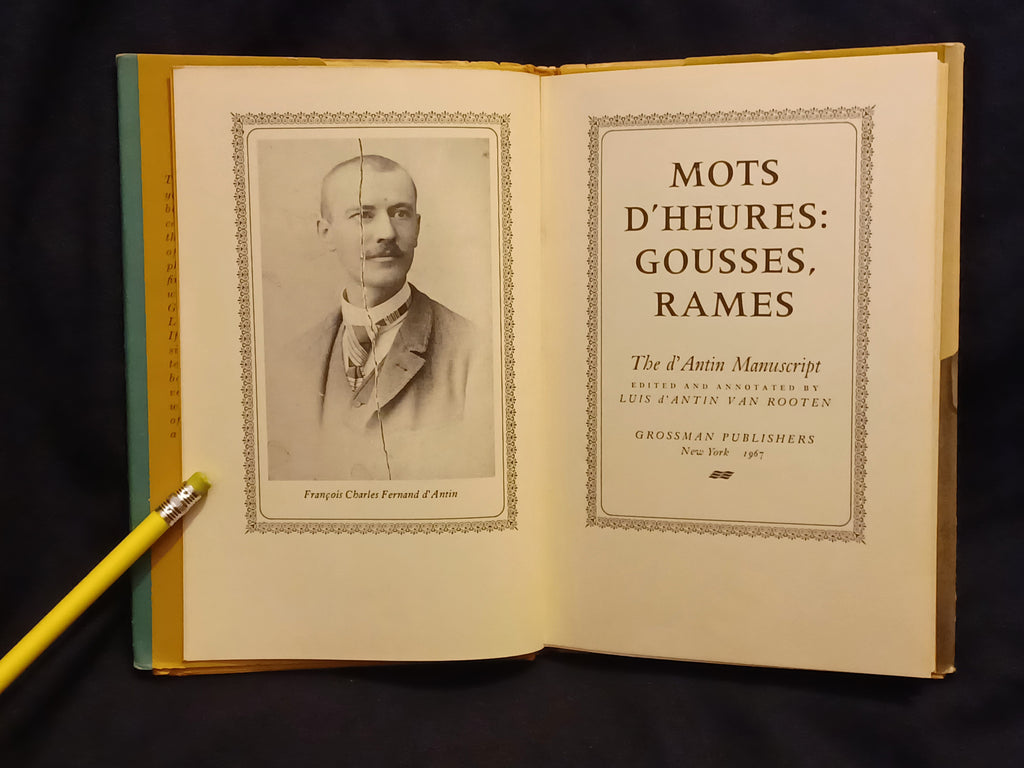 François Charles Fernand d'Antin
MOTS
D'HEURES:
GOUSSES,
RAMES
The d'Antin Manuscript
EDITED AND ANNOTATED BY
LUIS d'ANTIN VAN ROOTEN
GROSSMAN PUBLISHERS
New York 1967